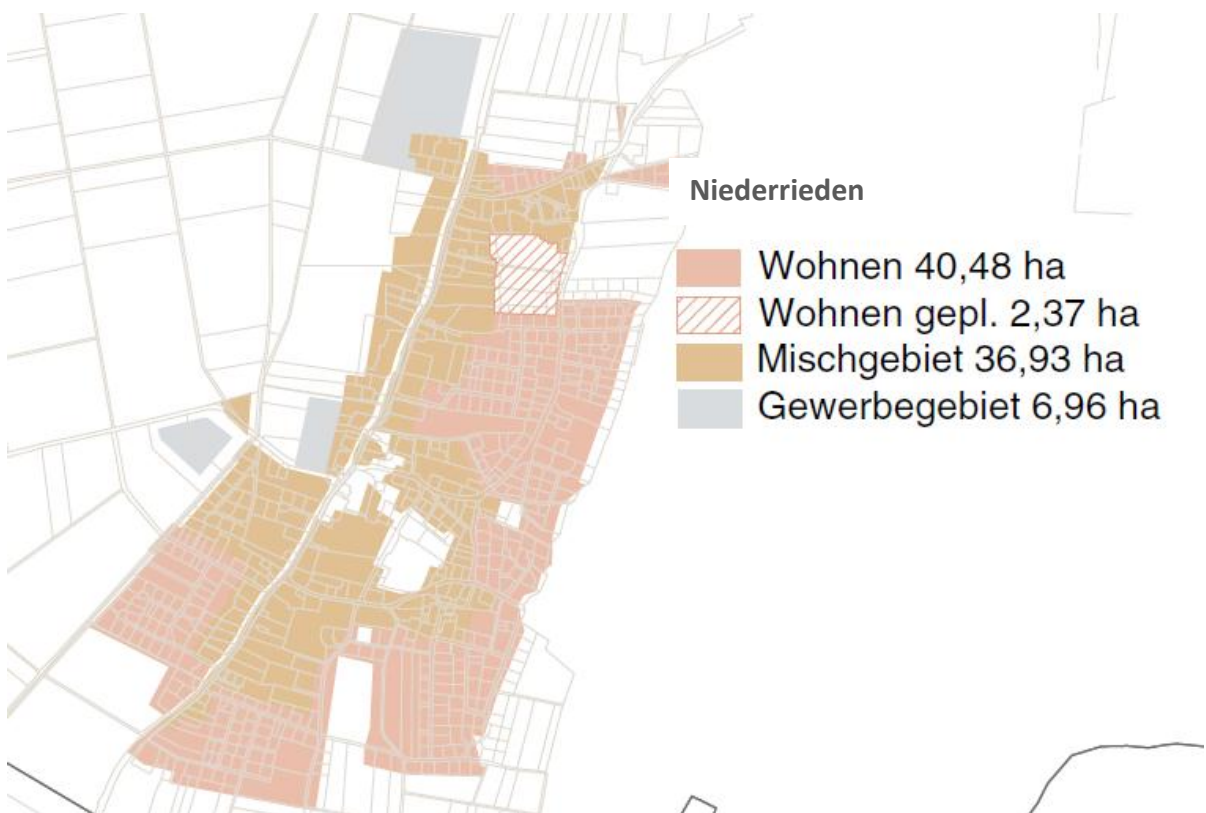 Niederrieden
Wohnen 40,48 ha
Wohnen gepl. 2,37 ha
Mischgebiet 36,93 ha
Gewerbegebiet 6,96 ha